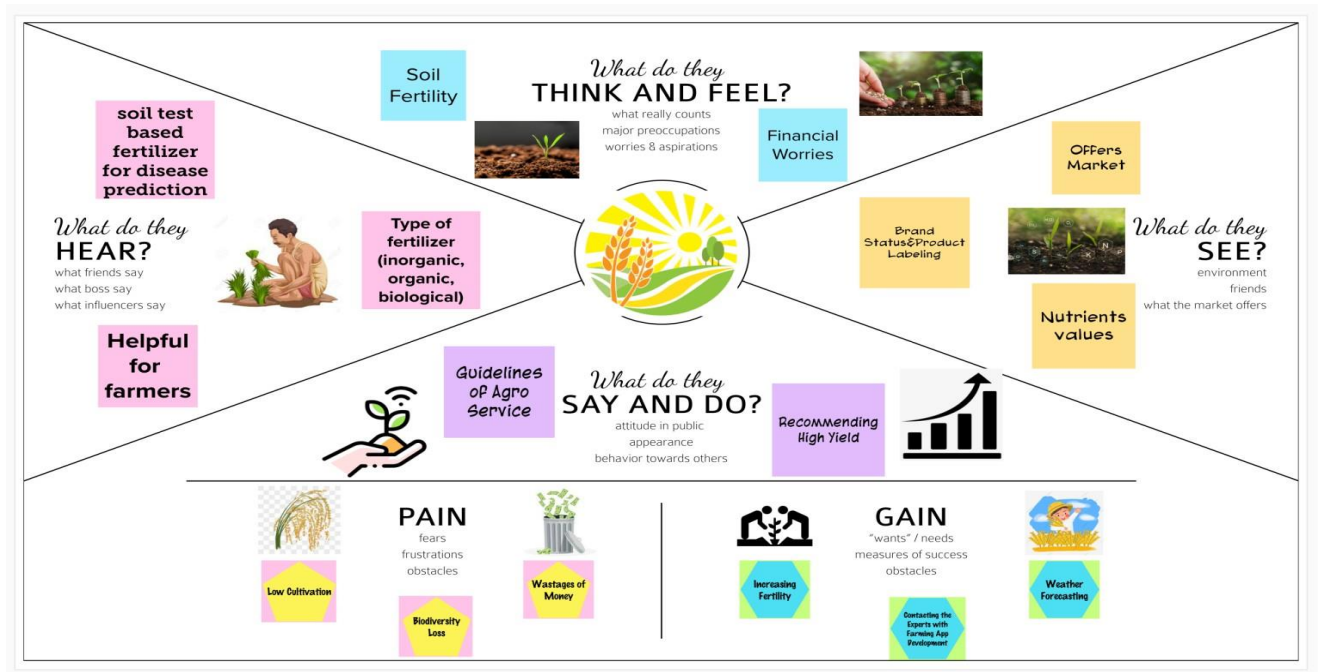 What do they
THINK AND FEEL?
what really counts
major preoccupations
worries & aspirations
Soil
Fertility
Financial
Worries
What do they
HEAR?
what friends say
what boss say
what influencers say
soil test
based
fertilizer
for disease
prediction
Type of
fertilizer
(inorganic,
organic,
biological)
Helpful
for
farmers
What do they
SEE?
environment
friends
what the market offers
Offers
Market
Brand
Status&Product
Labeling
Nutrients
values
What do they
SAY AND DO?
attitude in public
appearance
behavior towards others
Guidelines
of Agro
Service
Recommending
High Yield
PAIN
fears
frustrations
obstacles
Low Cultivation
Biodiversity
Loss
Wastages of
Money
GAIN
"wants" / needs
measures of success
obstacles
Increasing
Fertility
Contacting the
Experts with
Farming App
Development
Weather
Forecasting